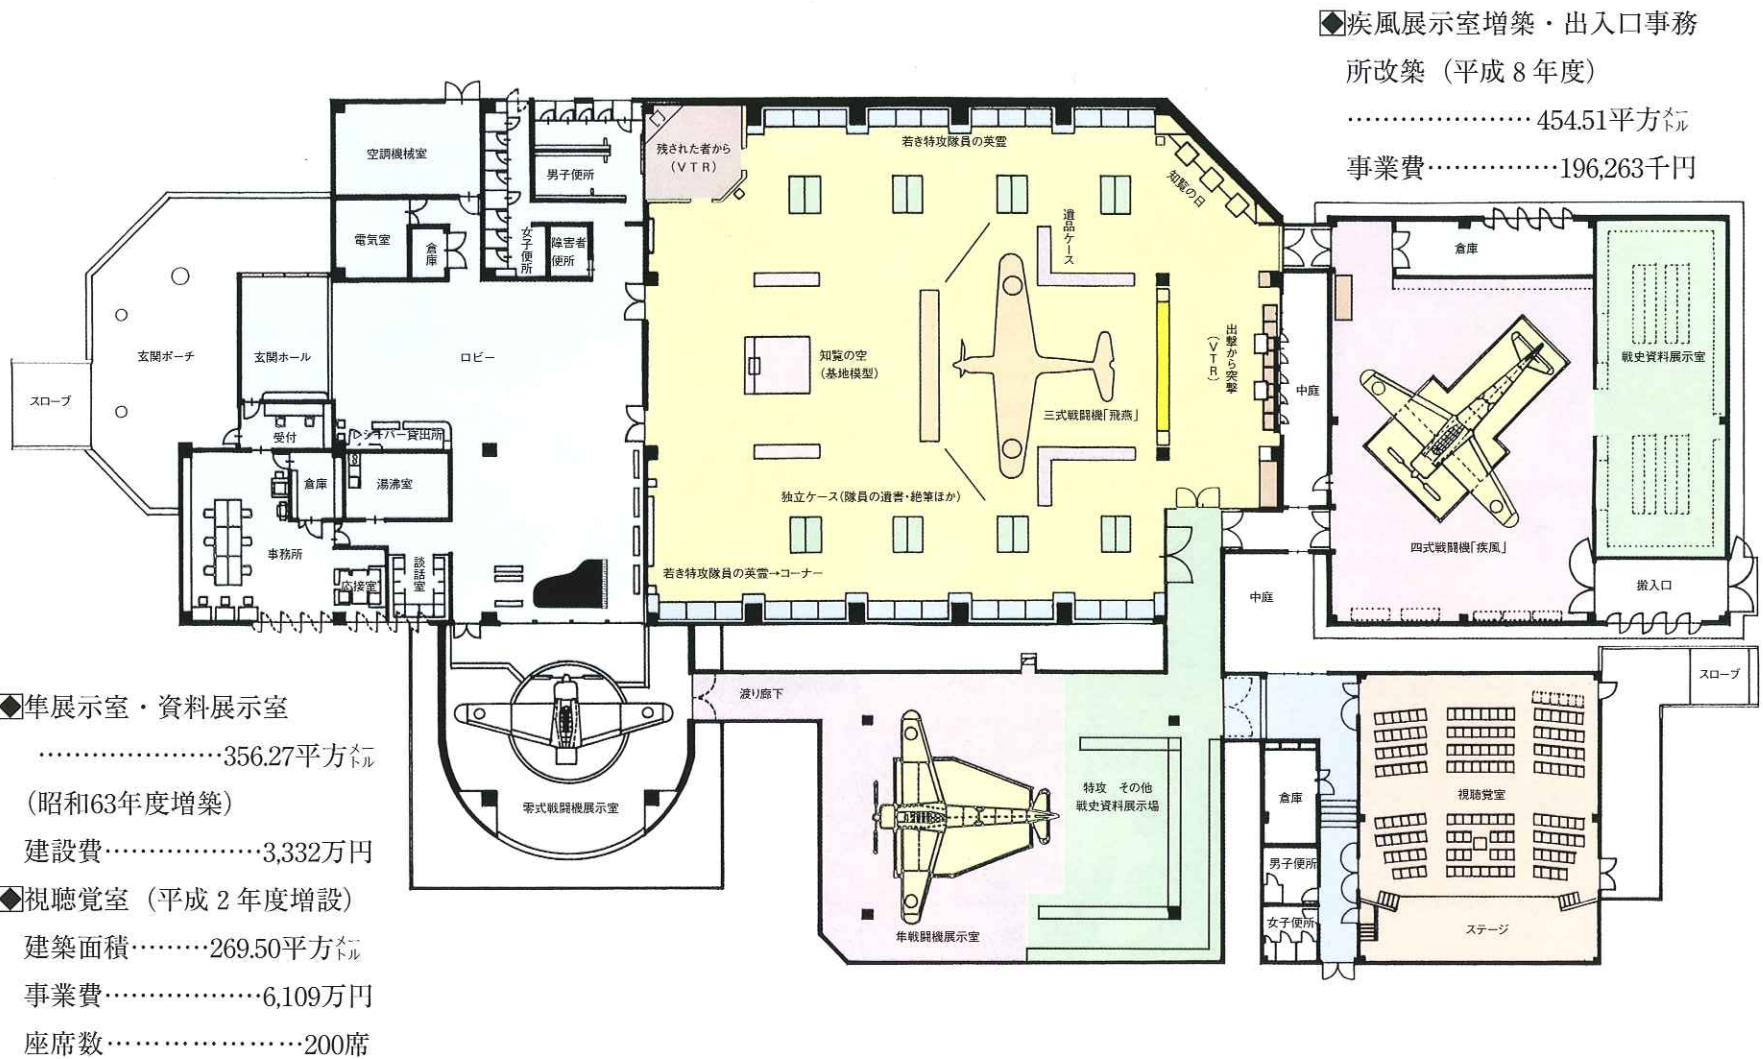 ◆疾風展示室増築・出入口事務
所改築（平成８年度）
…………………454.51平方メートル
事業費……………196,263千円
空調機械室
男子便所
残された者から
（ＶＴＲ）
若き特攻隊員の英霊
知覧の日
遺品ケース
電気室
倉庫
女子便所
障害者
便所
倉庫
玄関ポーチ
玄関ホール
ロビー
知覧の空
（基地模型）
出撃から突撃
（ＶＴＲ）
中庭
戦史資料展示室
スロープ
三式戦闘機「飛燕」
受付
レシーバー貸出所
倉庫
湯沸室
独立ケース（隊員の遺書・絶筆ほか）
四式戦闘機「疾風」
事務所
応接室
談話室
若き特攻隊員の英霊→コーナー
中庭
搬入口
スロープ
渡り廊下
◆隼展示室・資料展示室
…………………356.27平方メートル
（昭和63年度増築）
建設費………………3,332万円
◆視聴覚室（平成２年度増設）
建築面積………269.50平方メートル
事業費………………6,109万円
座席数…………………200席
零式戦闘機展示室
特攻　その他
戦史資料展示場
倉庫
視聴覚室
男子便所
女子便所
隼戦闘機展示室
ステージ